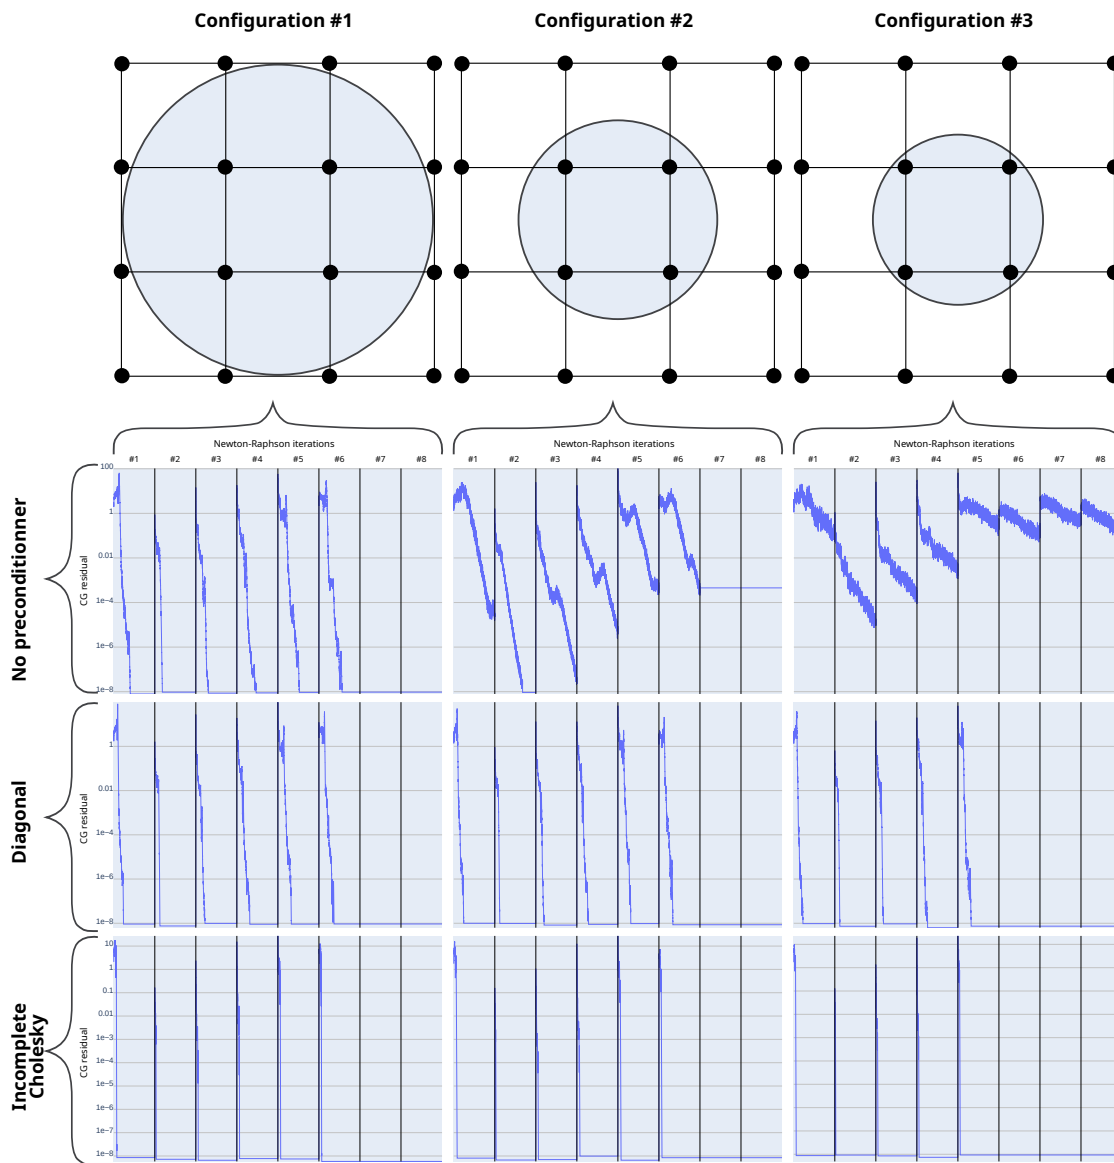 Configuration #1
Configuration #2
Configuration #3
Newton-Raphson iterations
Newton-Raphson iterations
Newton-Raphson iterations
#1 #2 #3 #4 #5 #6 #7 #8
#1 #2 #3 #4 #5 #6 #7 #8
#1 #2 #3 #4 #5 #6 #7 #8
No preconditionner
CG residual
100
1
0.01
1e−4
1e−6
1e−8
Diagonal
CG residual
1
0.01
1e−4
1e−6
1e−8
Incomplete
Cholesky
CG residual
10
1
0.1
0.01
1e−3
1e−4
1e−5
1e−6
1e−7
1e−8